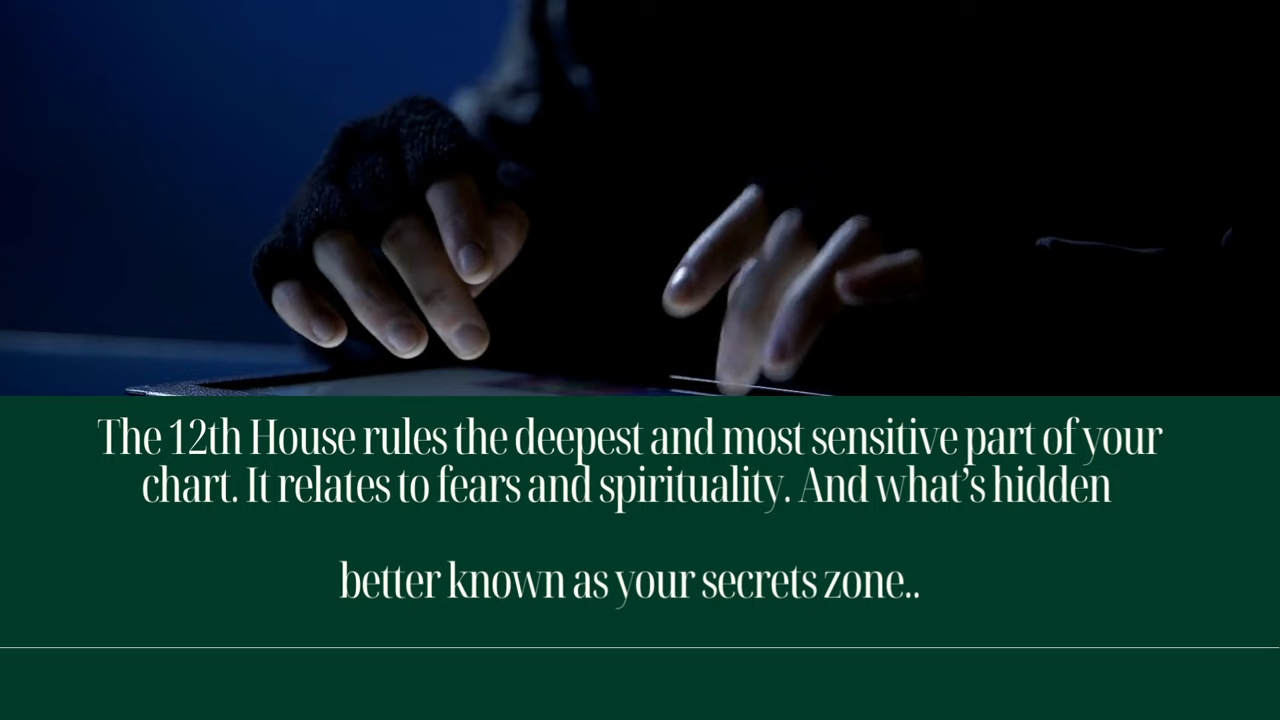 The 12th House rules the deepest and most sensitive part of your
chart. It relates to fears and spirituality. And what’s hidden
better known as your secrets zone..